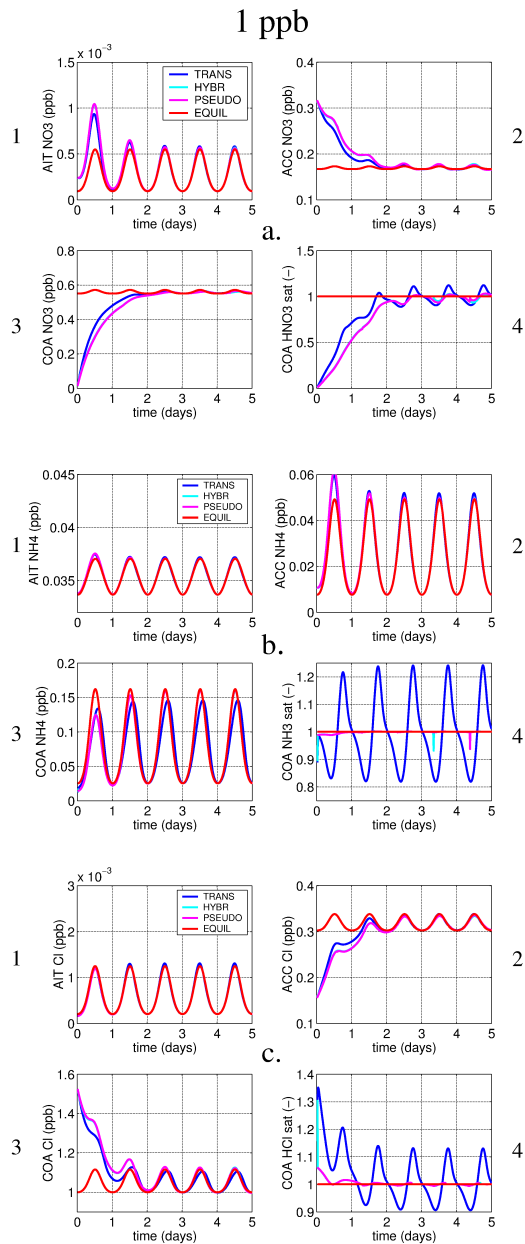 1 ppb
x 10⁻³
1.5
1
0.5
0
AIT NO3 (ppb)
TRANS
HYBR
PSEUDO
EQUIL
0 1 2 3 4 5
time (days)
1
0.4
0.3
0.2
0.1
ACC NO3 (ppb)
0 1 2 3 4 5
time (days)
2
a.
0.8
0.6
0.4
0.2
0
COA NO3 (ppb)
0 1 2 3 4 5
time (days)
3
1.5
1
0.5
0
COA HNO3 sat (−)
0 1 2 3 4 5
time (days)
4
0.045
0.04
0.035
AIT NH4 (ppb)
TRANS
HYBR
PSEUDO
EQUIL
0 1 2 3 4 5
time (days)
1
0.06
0.04
0.02
0
ACC NH4 (ppb)
0 1 2 3 4 5
time (days)
2
b.
0.2
0.15
0.1
0.05
0
COA NH4 (ppb)
0 1 2 3 4 5
time (days)
3
1.2
1.1
1
0.9
0.8
COA NH3 sat (−)
0 1 2 3 4 5
time (days)
4
x 10⁻³
3
2
1
0
AIT Cl (ppb)
TRANS
HYBR
PSEUDO
EQUIL
0 1 2 3 4 5
time (days)
1
0.4
0.3
0.2
0.1
ACC Cl (ppb)
0 1 2 3 4 5
time (days)
2
c.
1.6
1.4
1.2
1
COA Cl (ppb)
0 1 2 3 4 5
time (days)
3
1.4
1.3
1.2
1.1
1
0.9
COA HCl sat (−)
0 1 2 3 4 5
time (days)
4